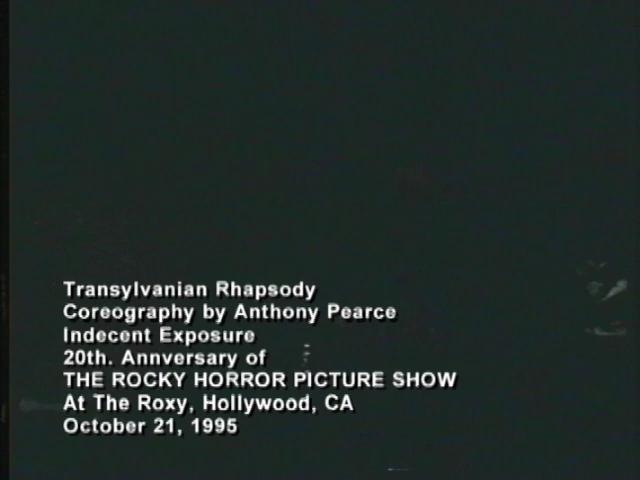 Transylvanian Rhapsody
Coreography by Anthony Pearce
Indecent Exposure
20th. Annversary of
THE ROCKY HORROR PICTURE SHOW
At The Roxy, Hollywood, CA
October 21, 1995